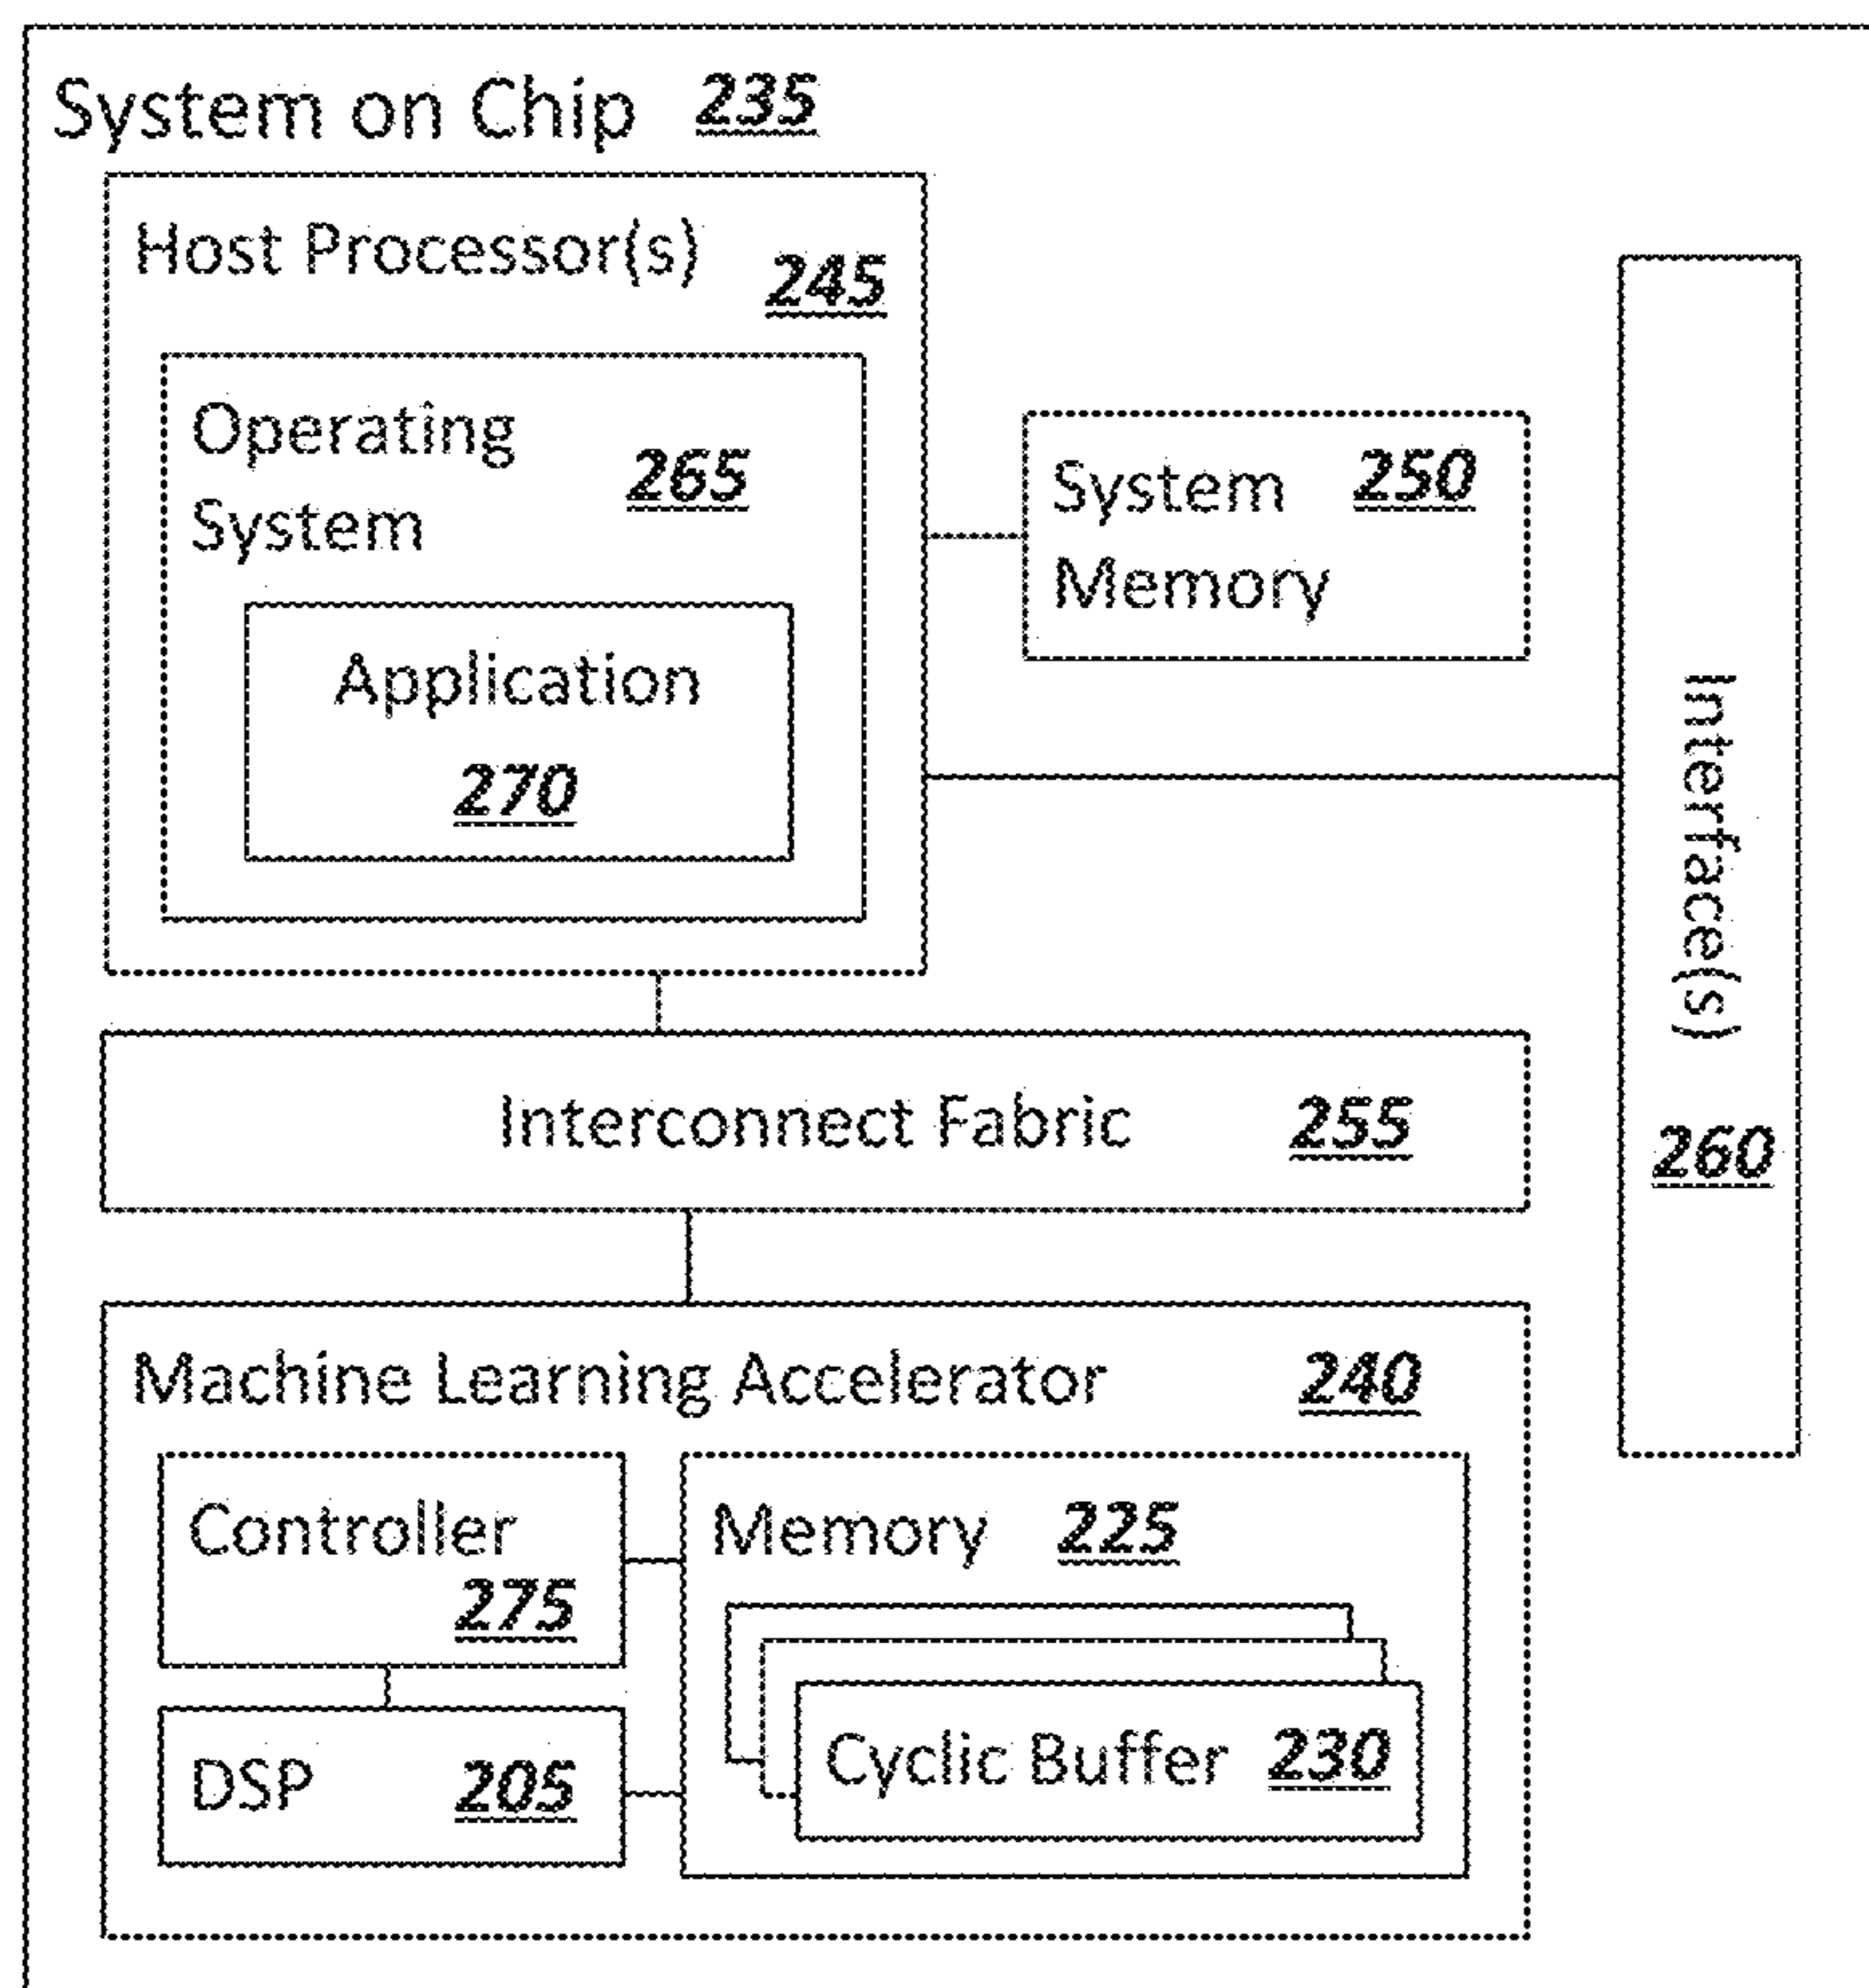 System on Chip 235
Host Processor(s) 245
Operating 265
System
Application
270
System 250
Memory
Interface(s) 260
Interconnect Fabric 255
Machine Learning Accelerator 240
Controller
275
Memory 225
DSP 205
Cyclic Buffer 230